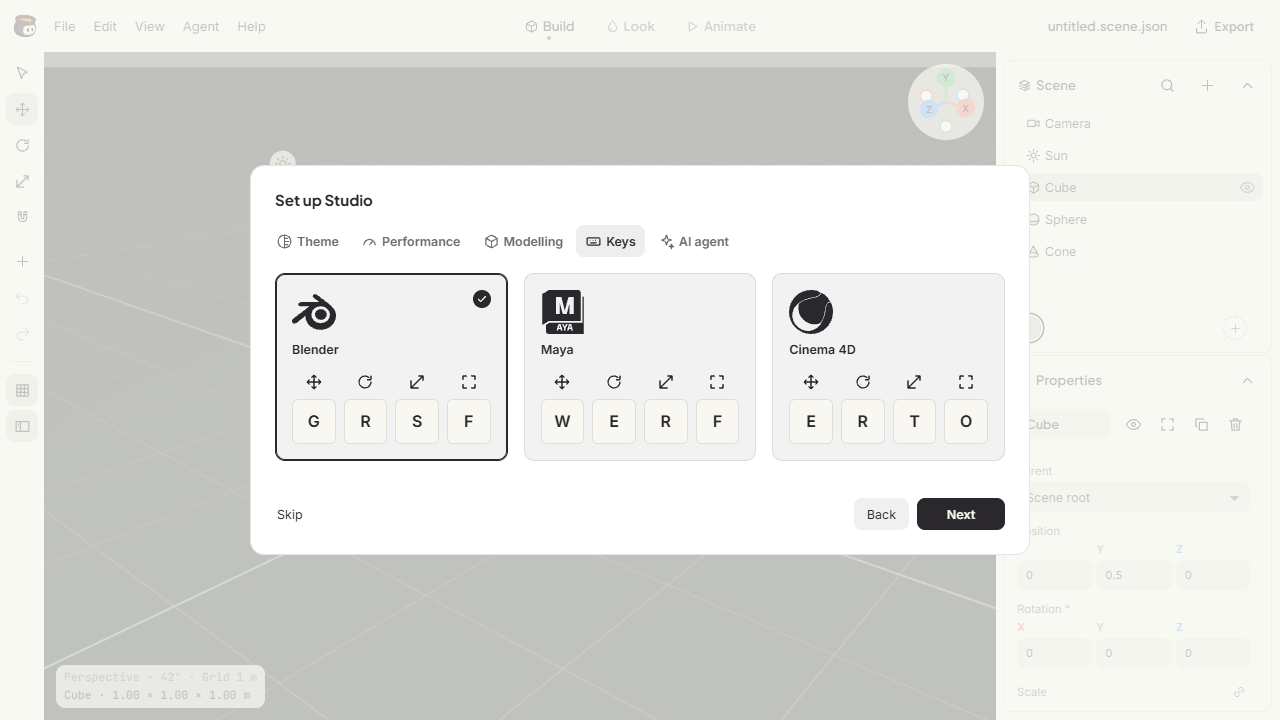 File Edit View Agent Help
Build Look Animate
untitled.scene.json Export
Scene
Camera
Sun
Cube
Sphere
Cone
Y
Z X
Set up Studio
Theme Performance Modelling Keys AI agent
Blender
G R S F
M
AYA
Maya
W E R F
Cinema 4D
E R T O
Skip Back Next
Properties
Cube
Scene root
Y Z
0 0.5 0
Rotation *
X Y Z
0 0 0
Scale
Perspective · 42° · Grid 1 m
Cube · 1.00 × 1.00 × 1.00 m